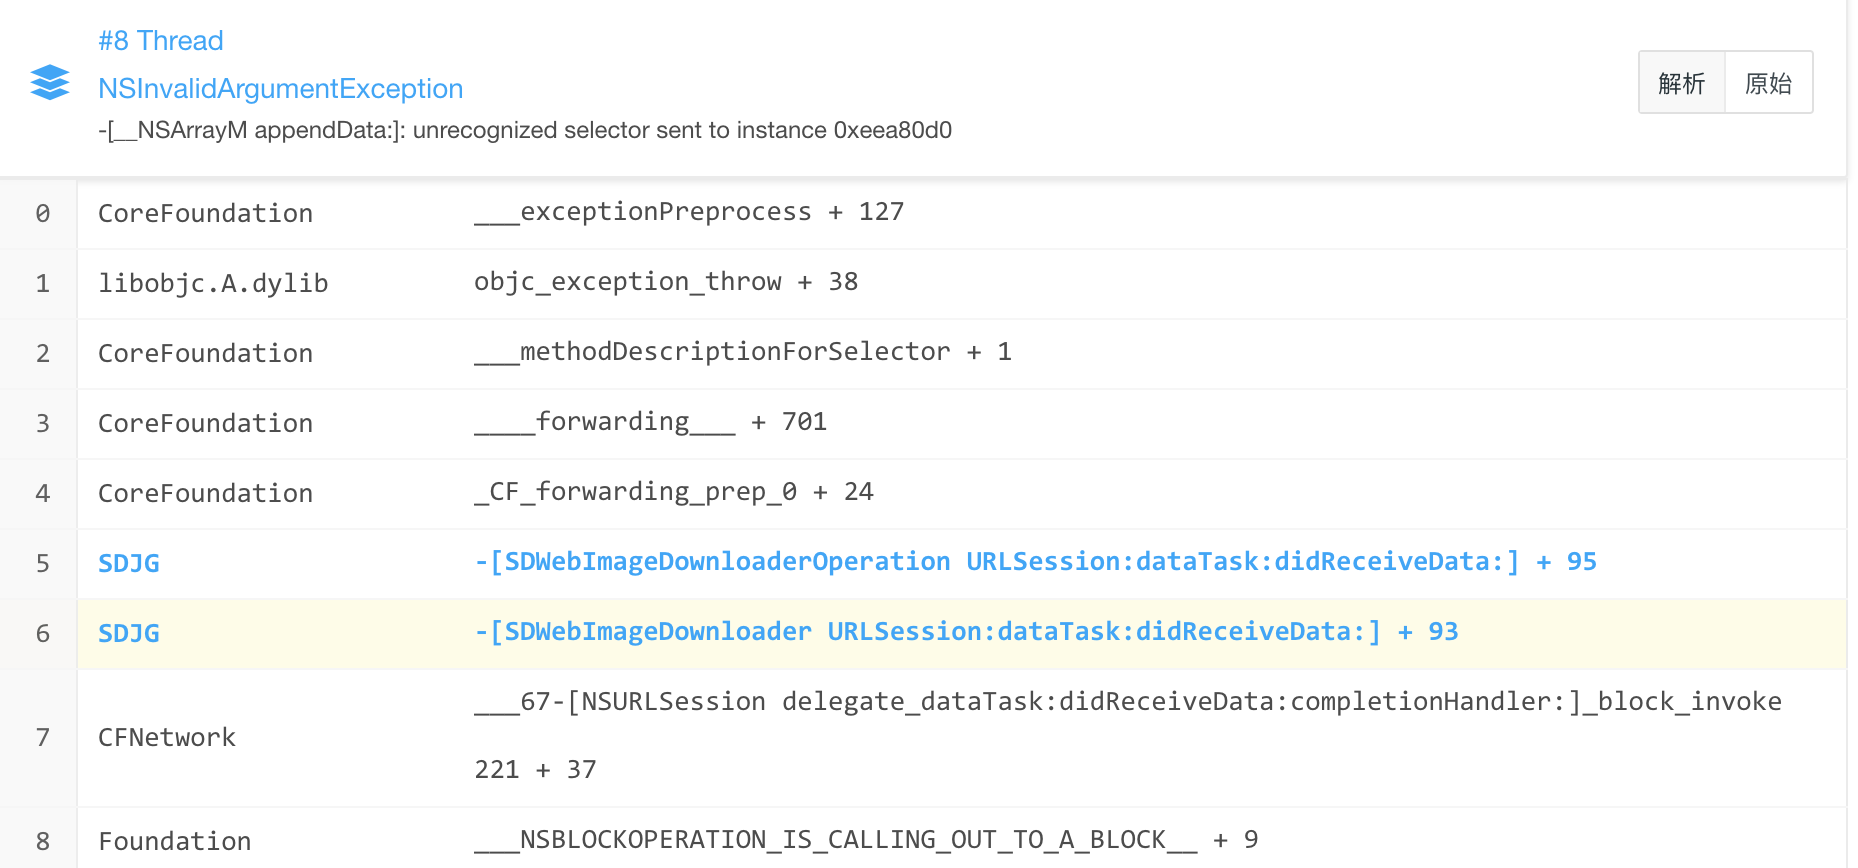 #8 Thread
NSInvalidArgumentException
-[__NSArrayM appendData:]: unrecognized selector sent to instance 0xeea80d0
解析 原始
0 CoreFoundation ___exceptionPreprocess + 127
1 libobjc.A.dylib objc_exception_throw + 38
2 CoreFoundation ___methodDescriptionForSelector + 1
3 CoreFoundation ____forwarding___ + 701
4 CoreFoundation _CF_forwarding_prep_0 + 24
5 SDJG -[SDWebImageDownloaderOperation URLSession:dataTask:didReceiveData:] + 95
6 SDJG -[SDWebImageDownloader URLSession:dataTask:didReceiveData:] + 93
7 CFNetwork ___67-[NSURLSession delegate_dataTask:didReceiveData:completionHandler:]_block_invoke
221 + 37
8 Foundation ___NSBLOCKOPERATION_IS_CALLING_OUT_TO_A_BLOCK__ + 9